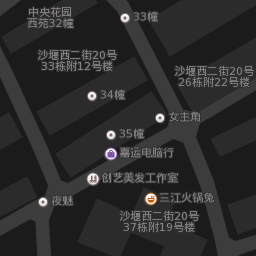 中央花园
西苑32幢
33幢
沙堰西二街20号
33栋附12号楼
沙堰西二街20号
26栋附22号楼
34幢
女主角
35幢
嘉运电脑行
创艺美发工作室
夜魅
三江火锅兔
沙堰西二街20号
37栋附19号楼